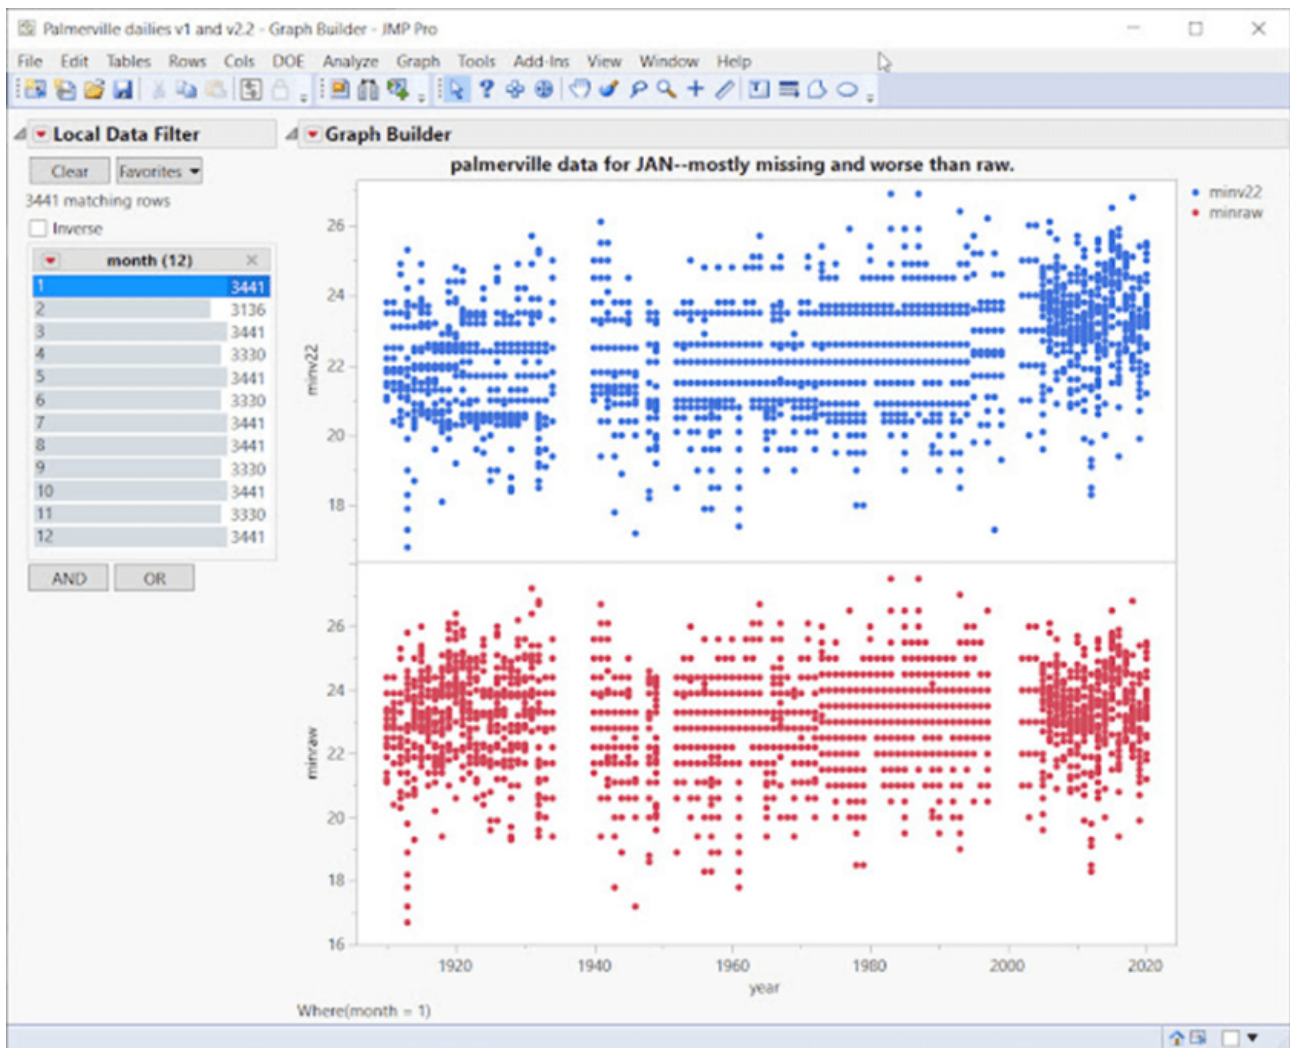 Palmerville dailies v1 and v2.2 - Graph Builder - JMP Pro
File Edit Tables Rows Cols DOE Analyze Graph Tools Add-Ins View Window Help
Local Data Filter
Clear Favorites
3441 matching rows
Inverse
month (12)
1 3441
2 3136
3 3441
4 3330
5 3441
6 3330
7 3441
8 3441
9 3330
10 3441
11 3330
12 3441
AND OR
Graph Builder
palmerville data for JAN--mostly missing and worse than raw.
minv22
26
24
22
20
18
minraw
26
24
22
20
18
16
1920 1940 1960 1980 2000 2020
year
minv22
minraw
Where(month = 1)